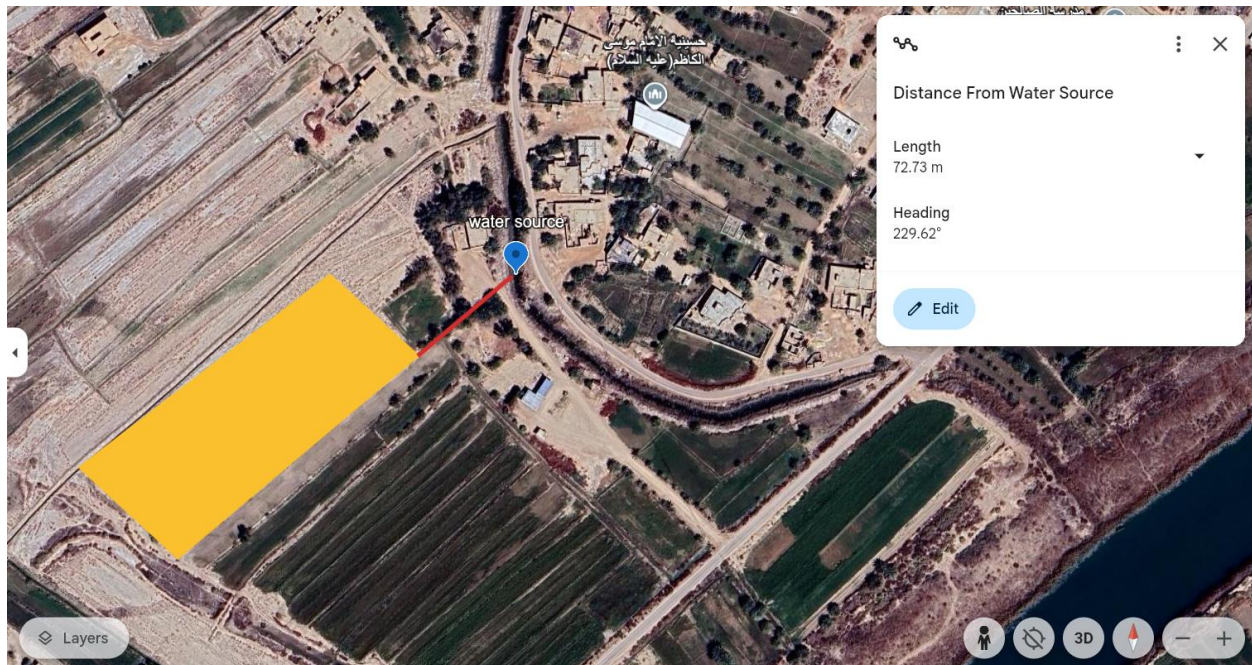 حسينية الامام موسى
الكاظم(عليه السلام)
water source
Distance From Water Source
Length
72.73 m
Heading
229.62°
Edit
Layers
3D